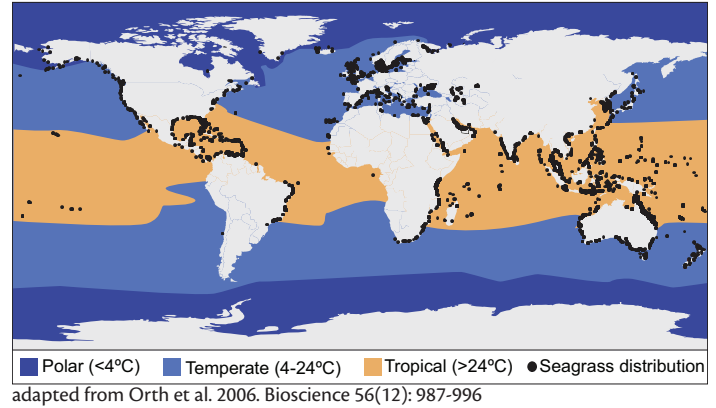 Polar (<4ºC) Temperate (4-24ºC) Tropical (>24ºC) Seagrass distribution
adapted from Orth et al. 2006. Bioscience 56(12): 987-996